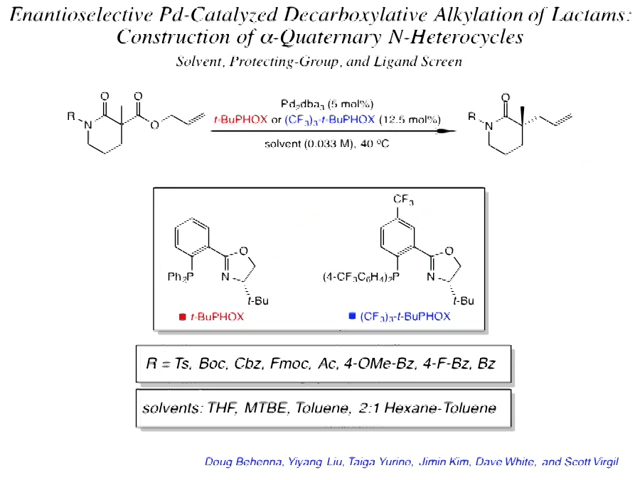 Enantioselective Pd-Catalyzed Decarboxylative Alkylation of Lactams:
Construction of α-Quaternary N-Heterocycles
Solvent, Protecting-Group, and Ligand Screen
R N O O O
Pd2dba3 (5 mol%)
t-BuPHOX or (CF3)3-t-BuPHOX (12.5 mol%)
solvent (0.033 M), 40 ºC
R N O
Ph2P N O t-Bu
t-BuPHOX
CF3
(4-CF3C6H4)2P N O t-Bu
(CF3)3-t-BuPHOX
R = Ts, Boc, Cbz, Fmoc, Ac, 4-OMe-Bz, 4-F-Bz, Bz
solvents: THF, MTBE, Toluene, 2:1 Hexane-Toluene
Doug Behenna, Yiyang Liu, Taiga Yurino, Jimin Kim, Dave White, and Scott Virgil